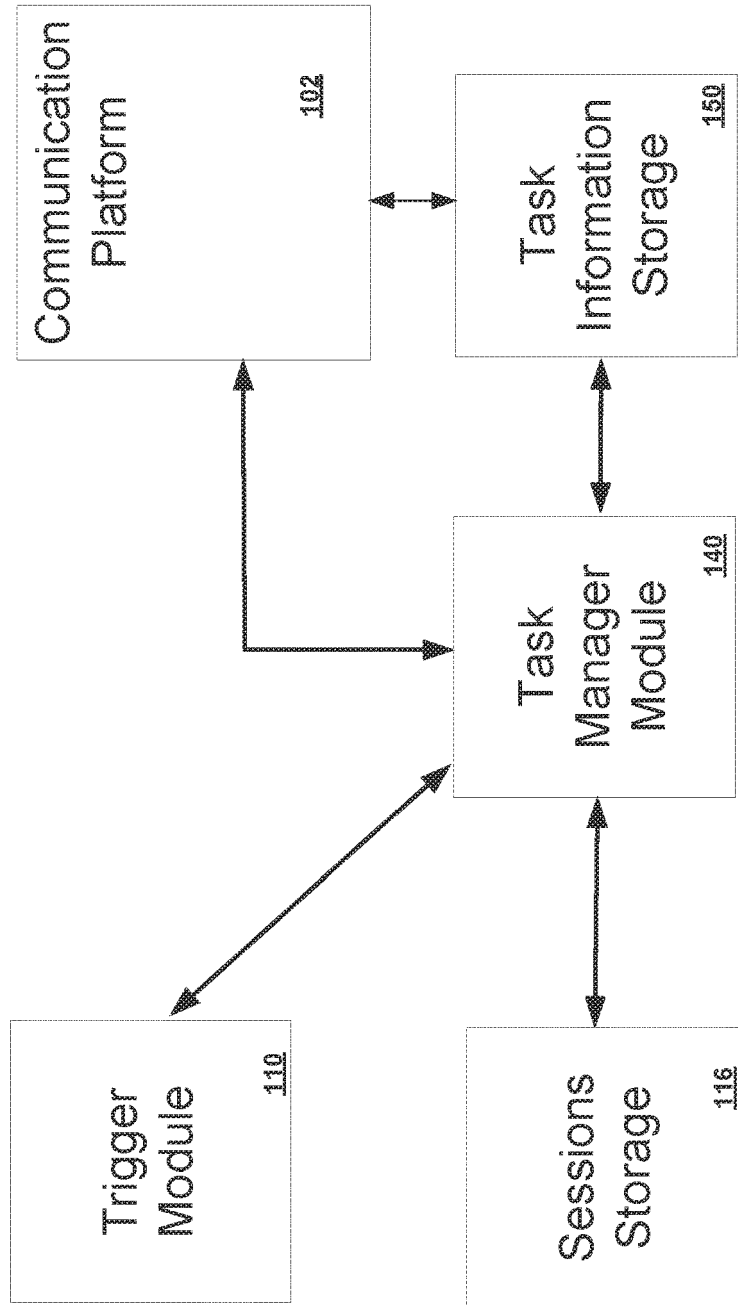 Communication
Platform
102
Task
Information
Storage
150
Task
Manager
Module
140
Trigger
Module
110
Sessions
Storage
116